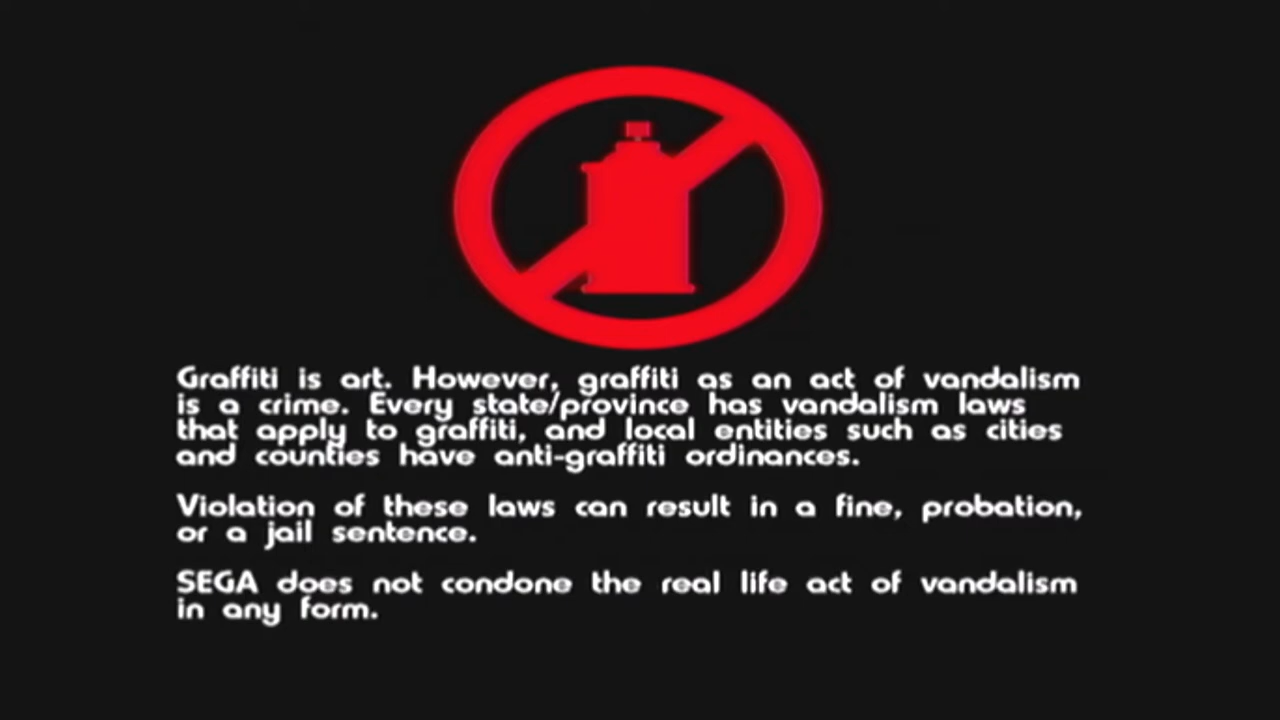 Graffiti is art. However, graffiti as an act of vandalism
is a crime. Every state/province has vandalism laws
that apply to graffiti, and local entities such as cities
and counties have anti-graffiti ordinances.
Violation of these laws can result in a fine, probation,
or a jail sentence.
SEGA does not condone the real life act of vandalism
in any form.